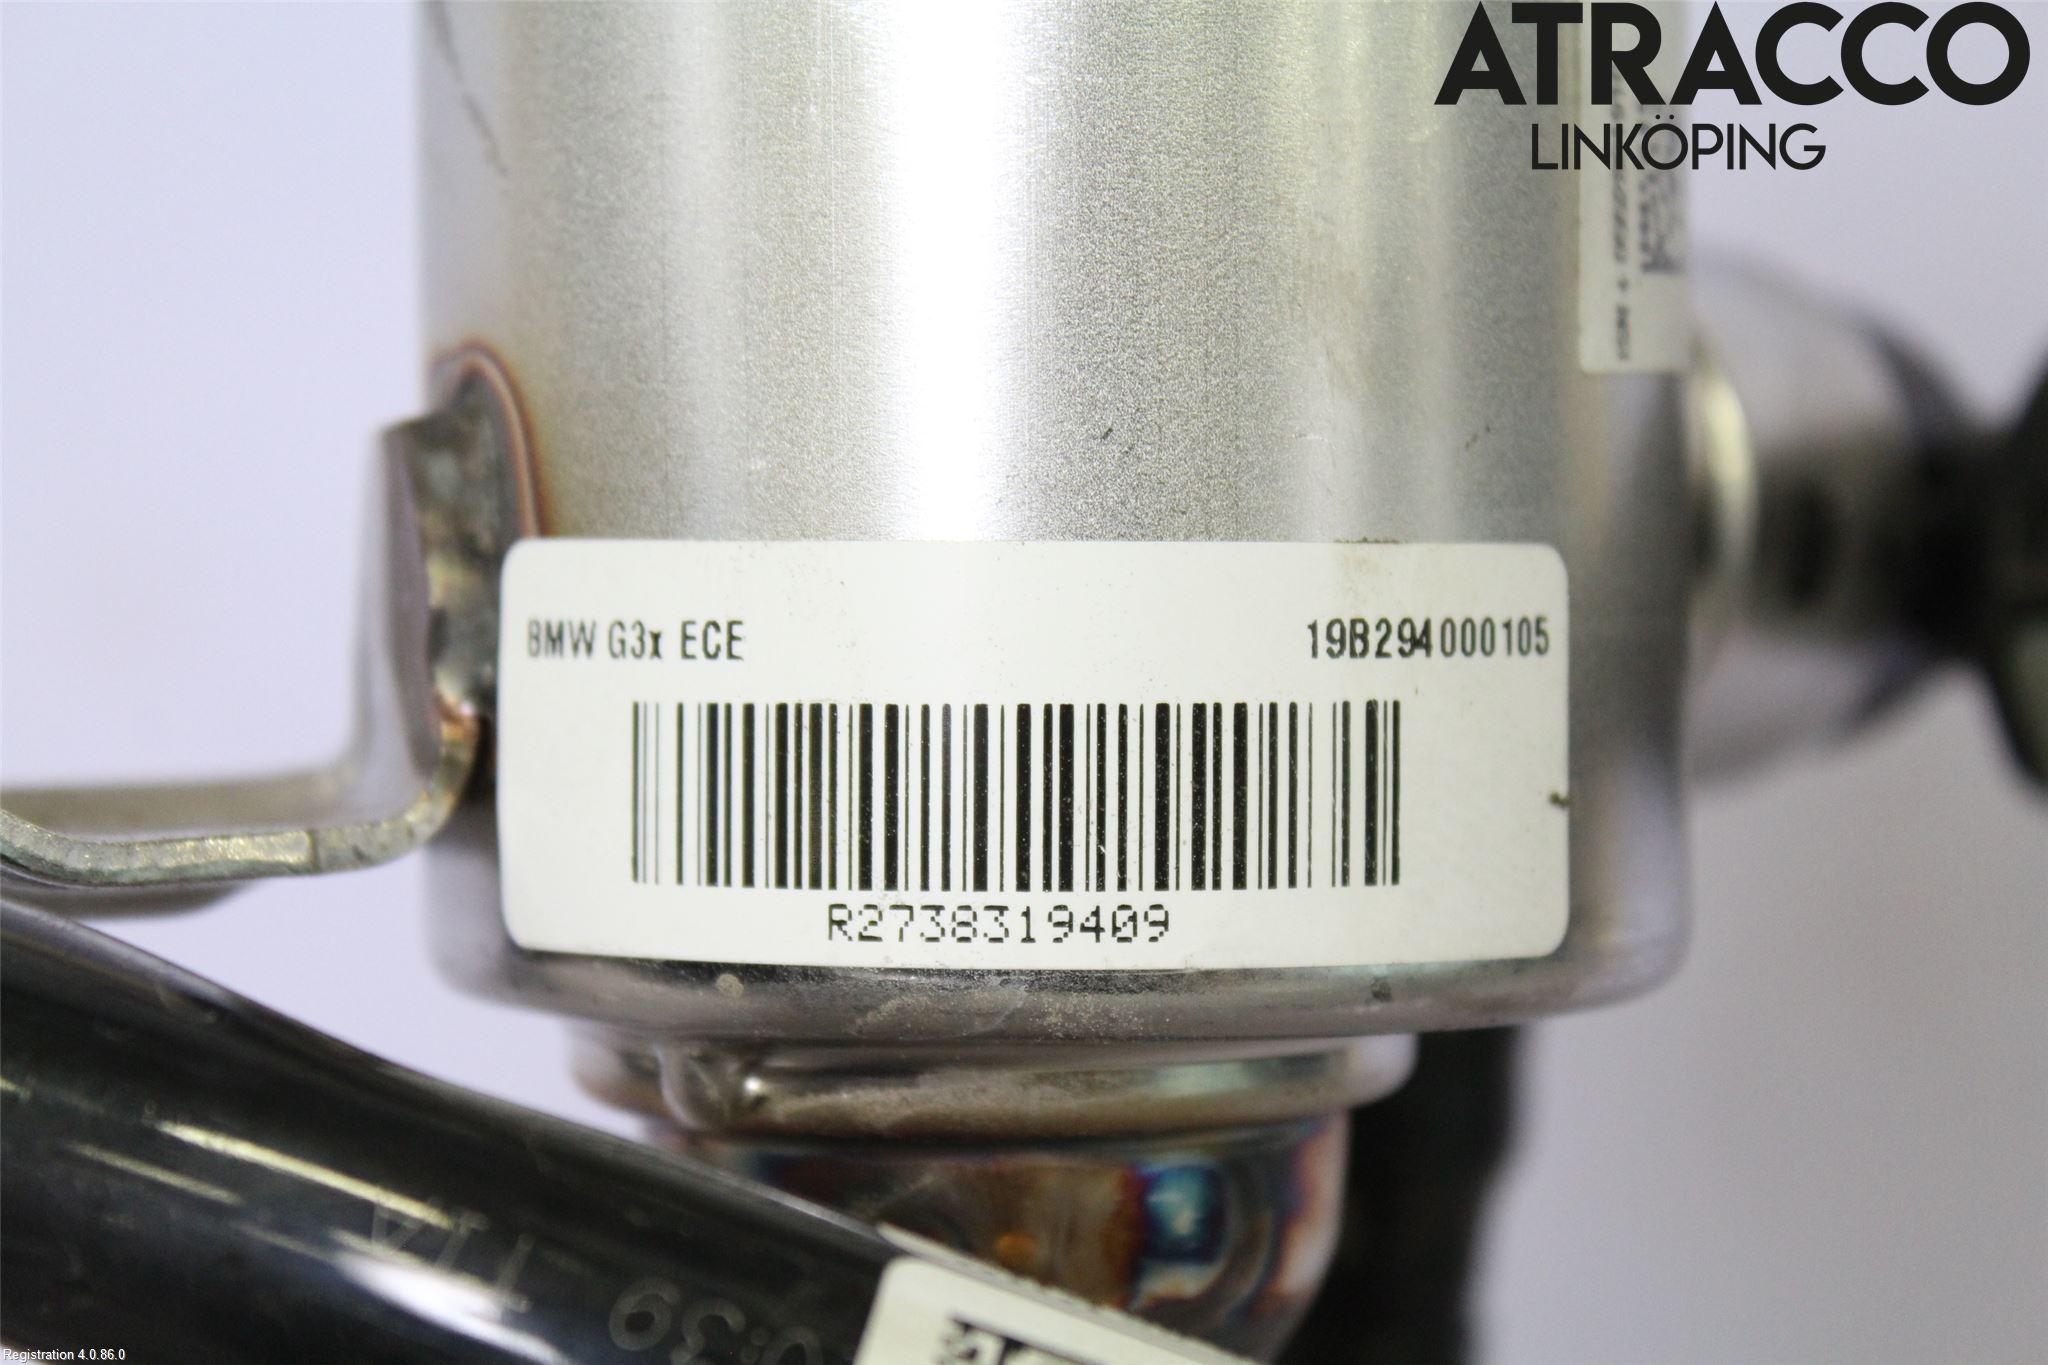 ATRACCO
LINKÖPING
BMW G3x ECE
19B294000105
R2738319409
Registration 4.0.86.0